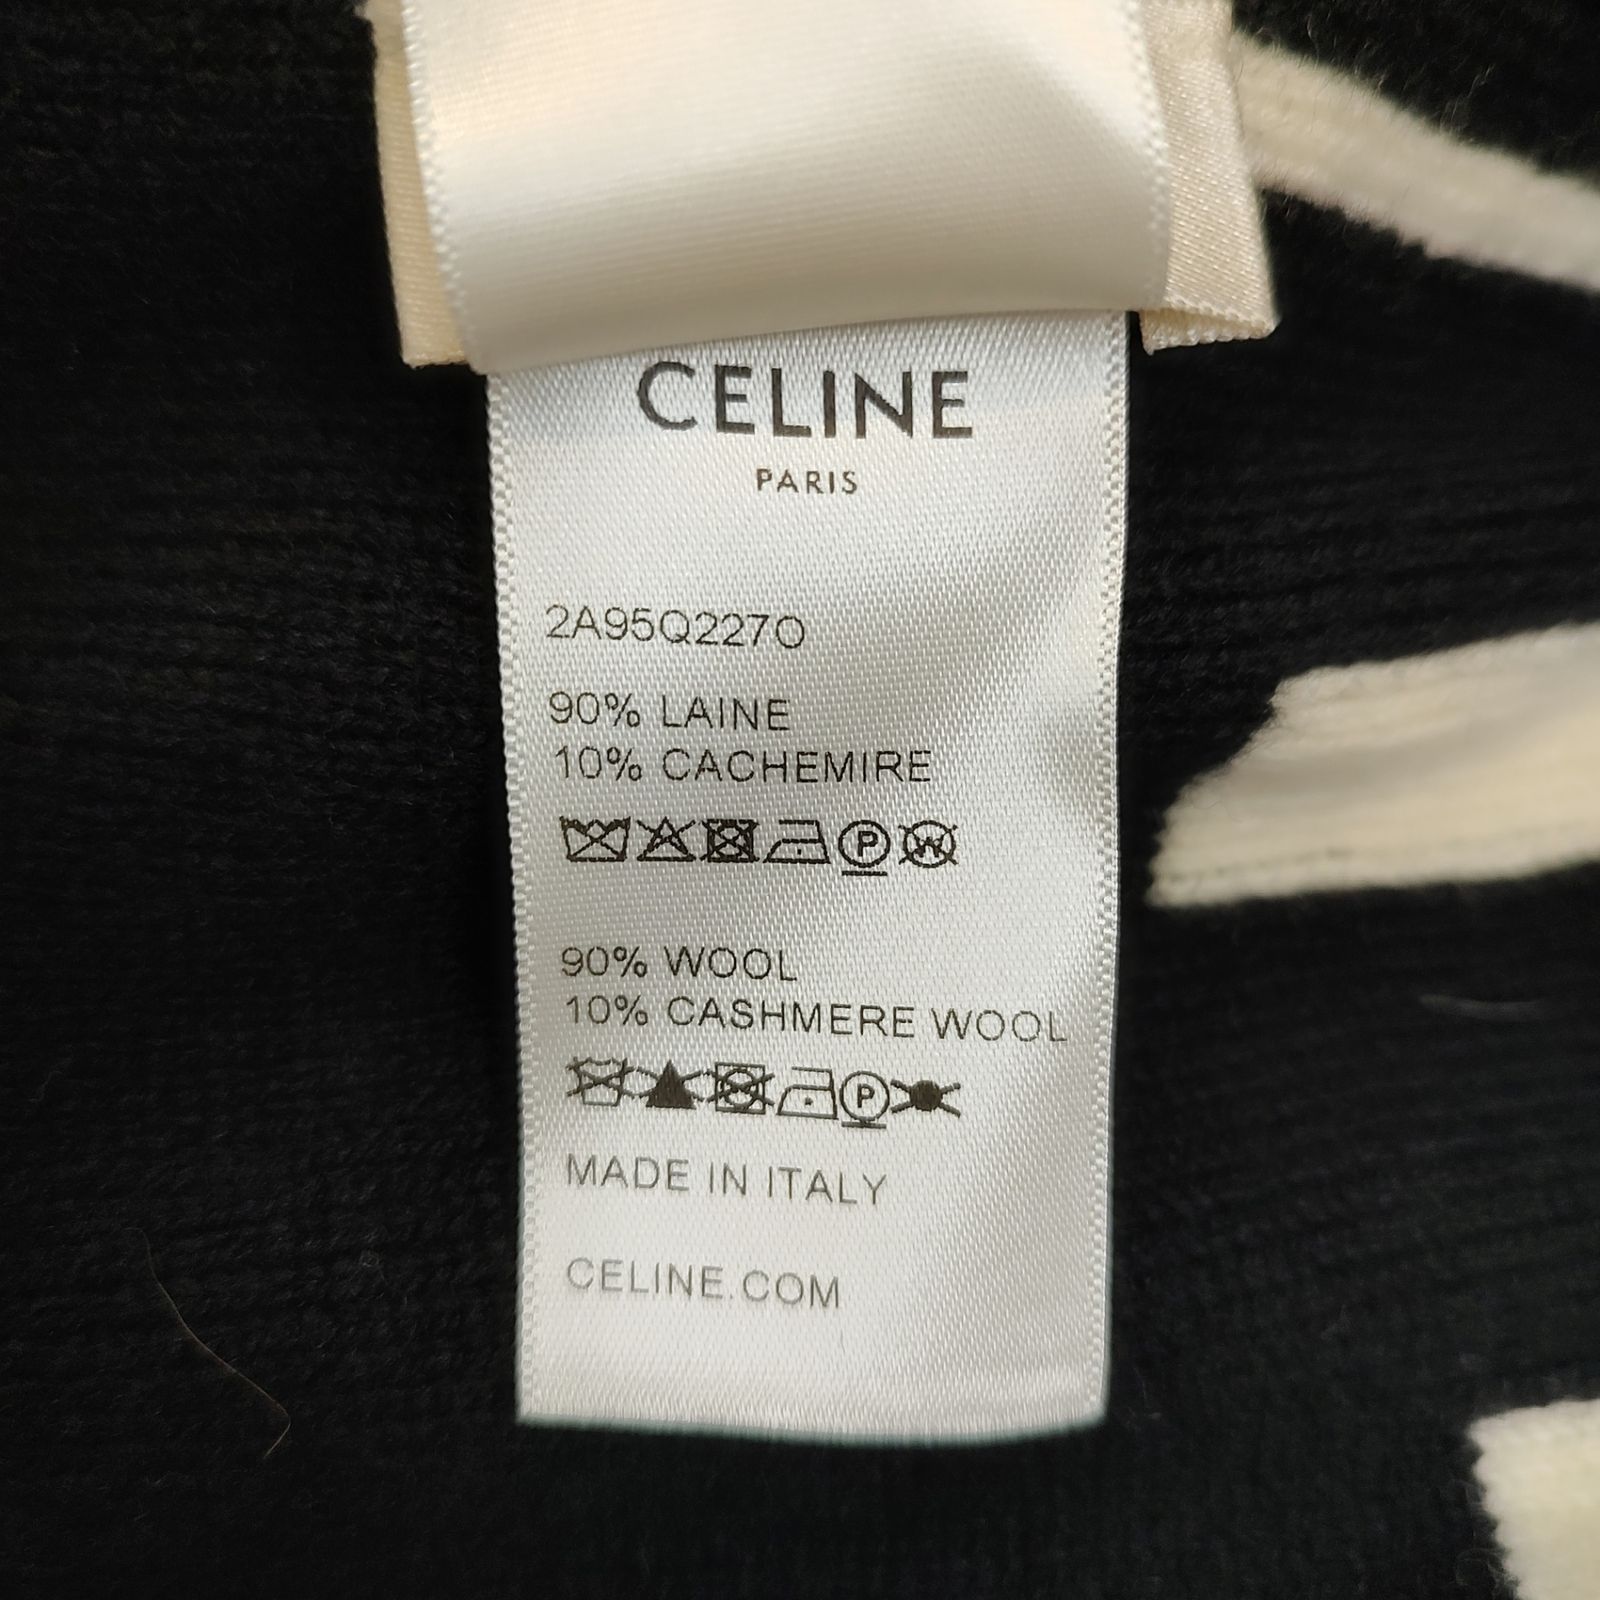 CELINE
PARIS
2A95Q227O
90% LAINE
10% CACHEMIRE
P W
90% WOOL
10% CASHMERE WOOL
P
MADE IN ITALY
CELINE.COM